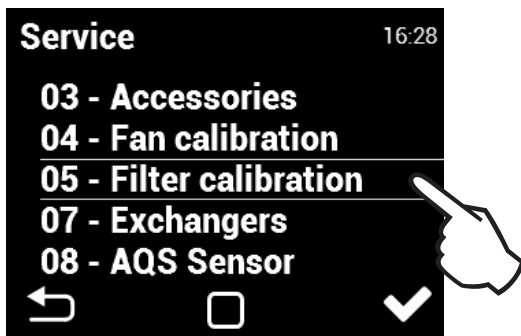 Service
16:28
03 - Accessories
04 - Fan calibration
05 - Filter calibration
07 - Exchangers
08 - AQS Sensor